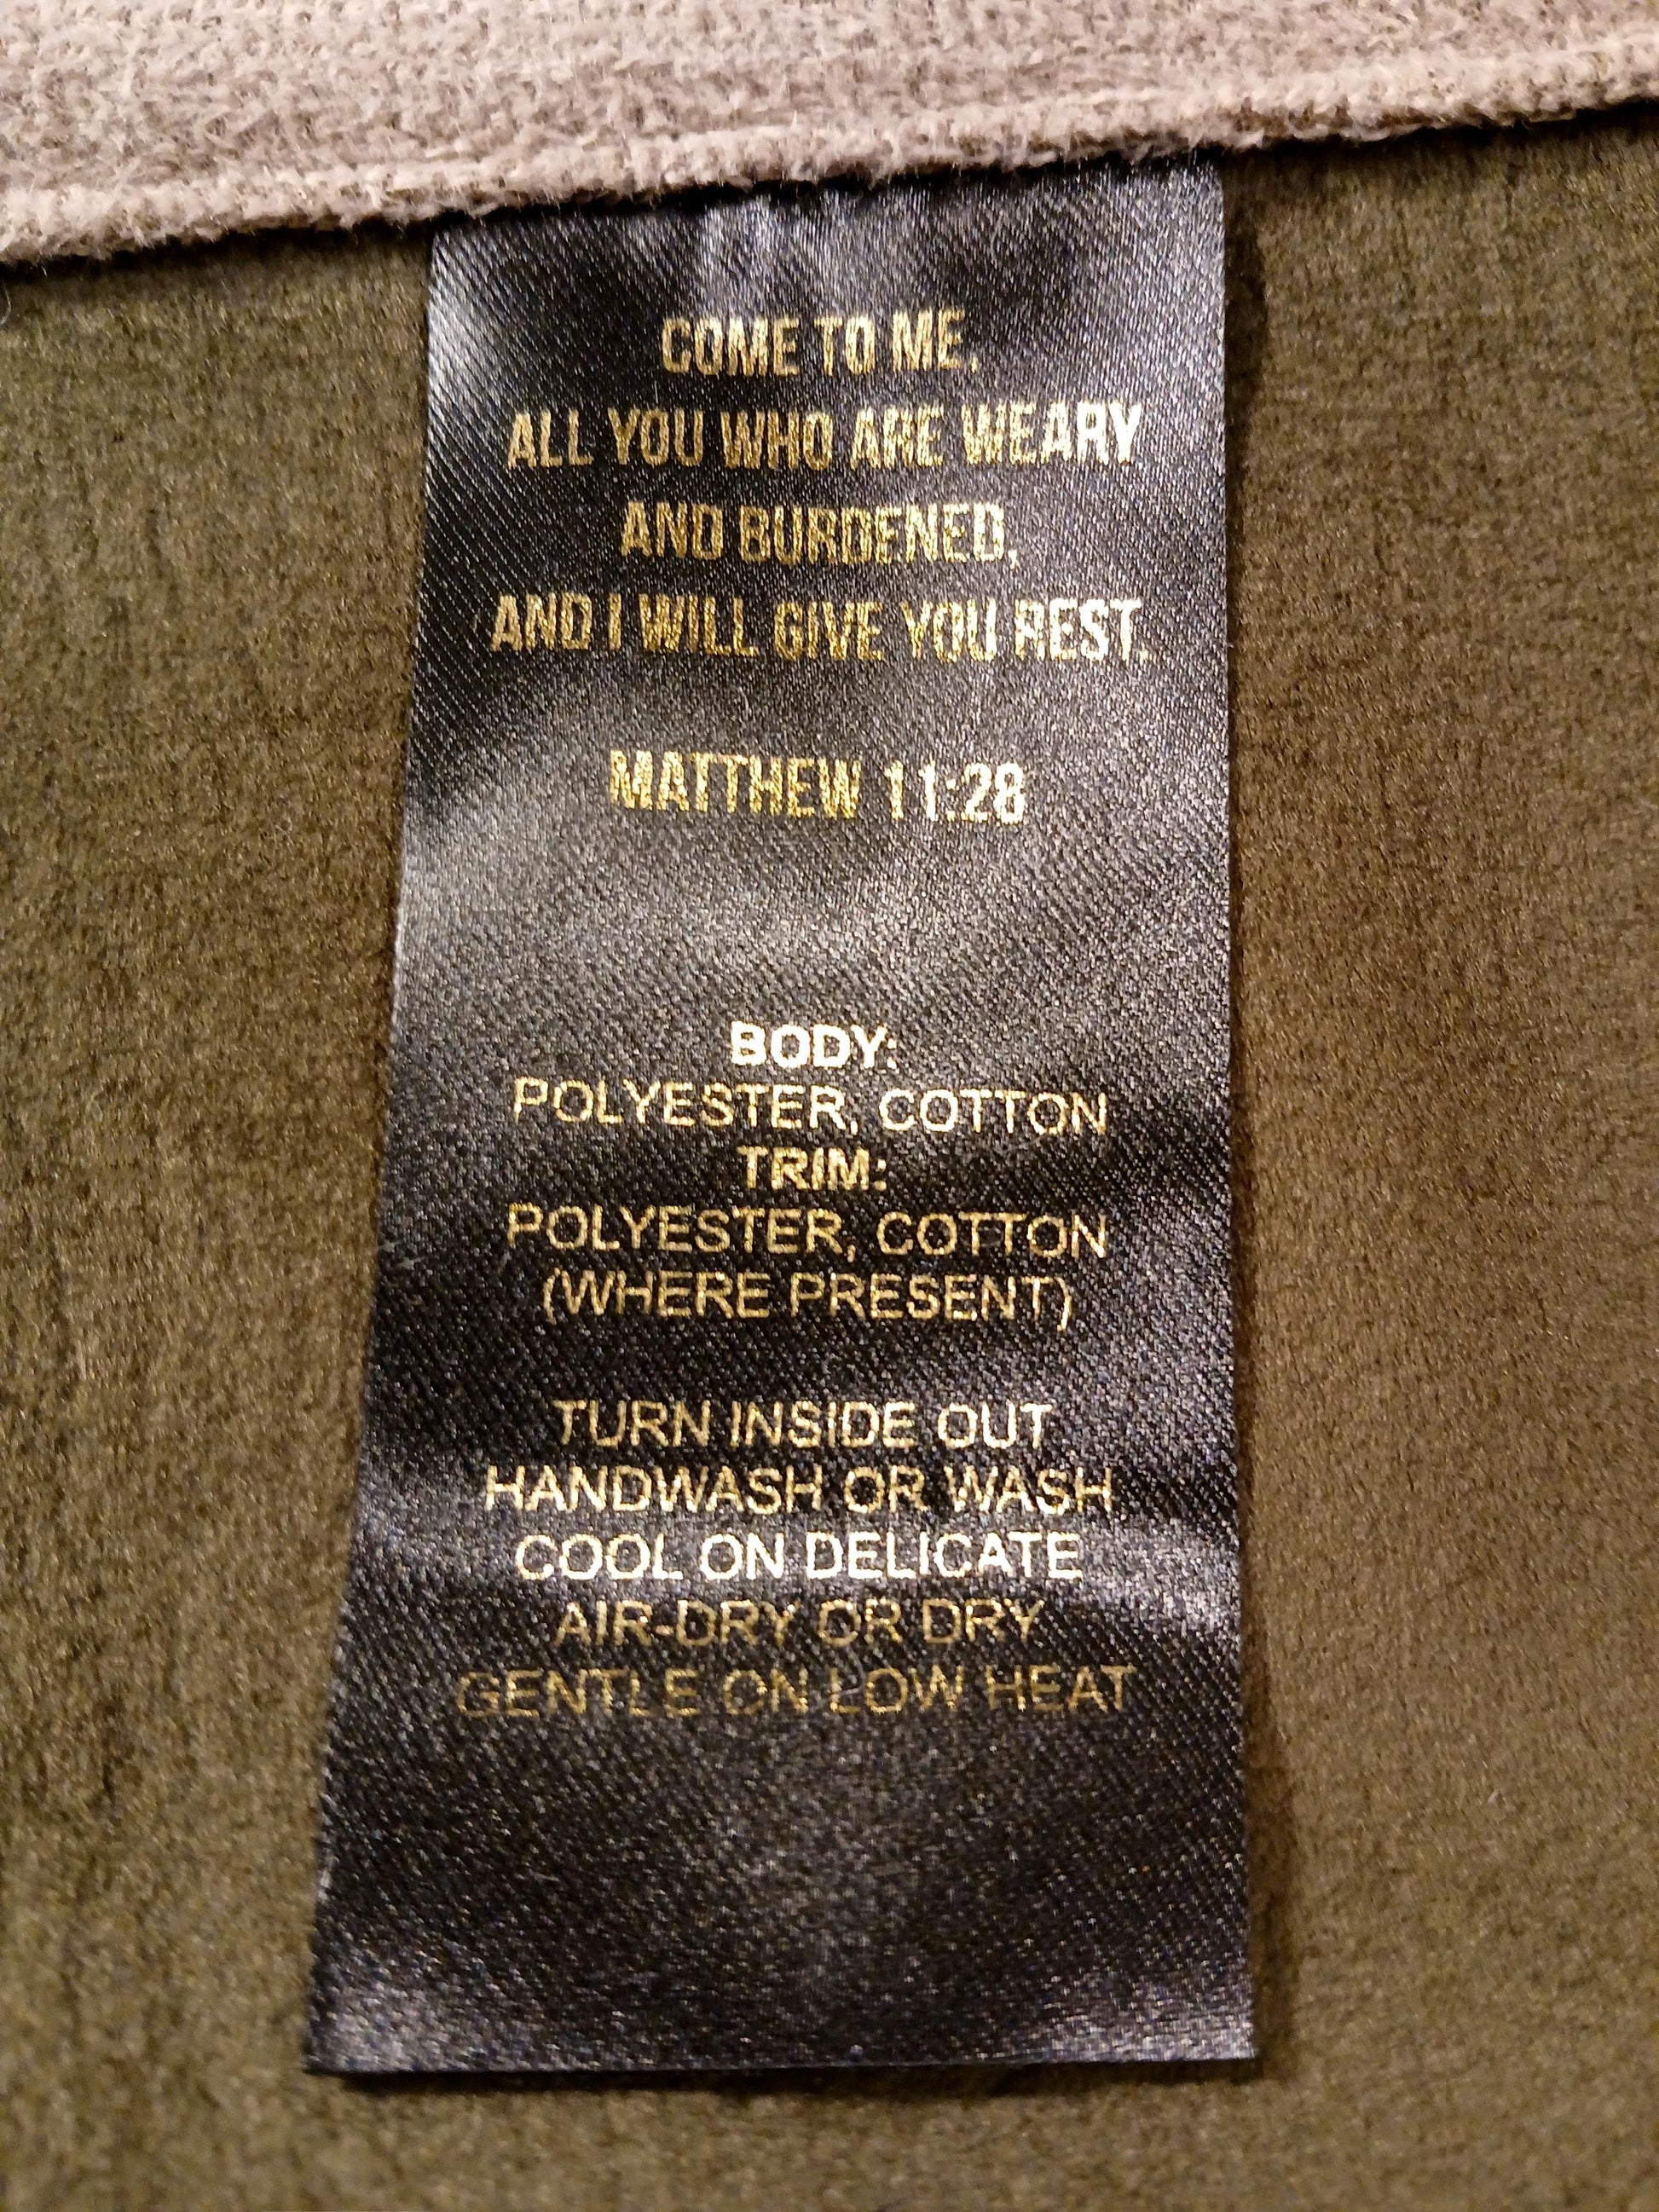 COME TO ME,
ALL YOU WHO ARE WEARY
AND BURDENED,
AND I WILL GIVE YOU REST.
MATTHEW 11:28
BODY:
POLYESTER, COTTON
TRIM:
POLYESTER, COTTON
(WHERE PRESENT)
TURN INSIDE OUT
HANDWASH OR WASH
COOL ON DELICATE
AIR-DRY OR DRY
GENTLE ON LOW HEAT